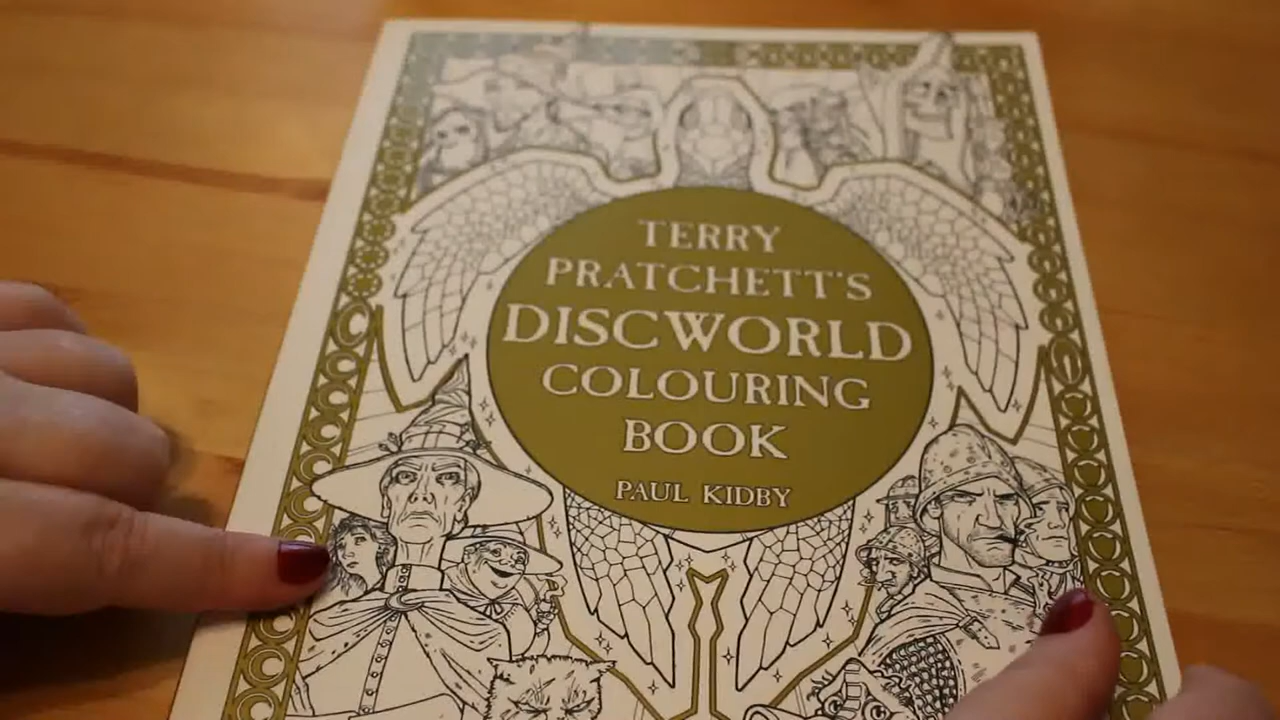 TERRY
PRATCHETT'S
DISCWORLD
COLOURING
BOOK
PAUL KIDBY